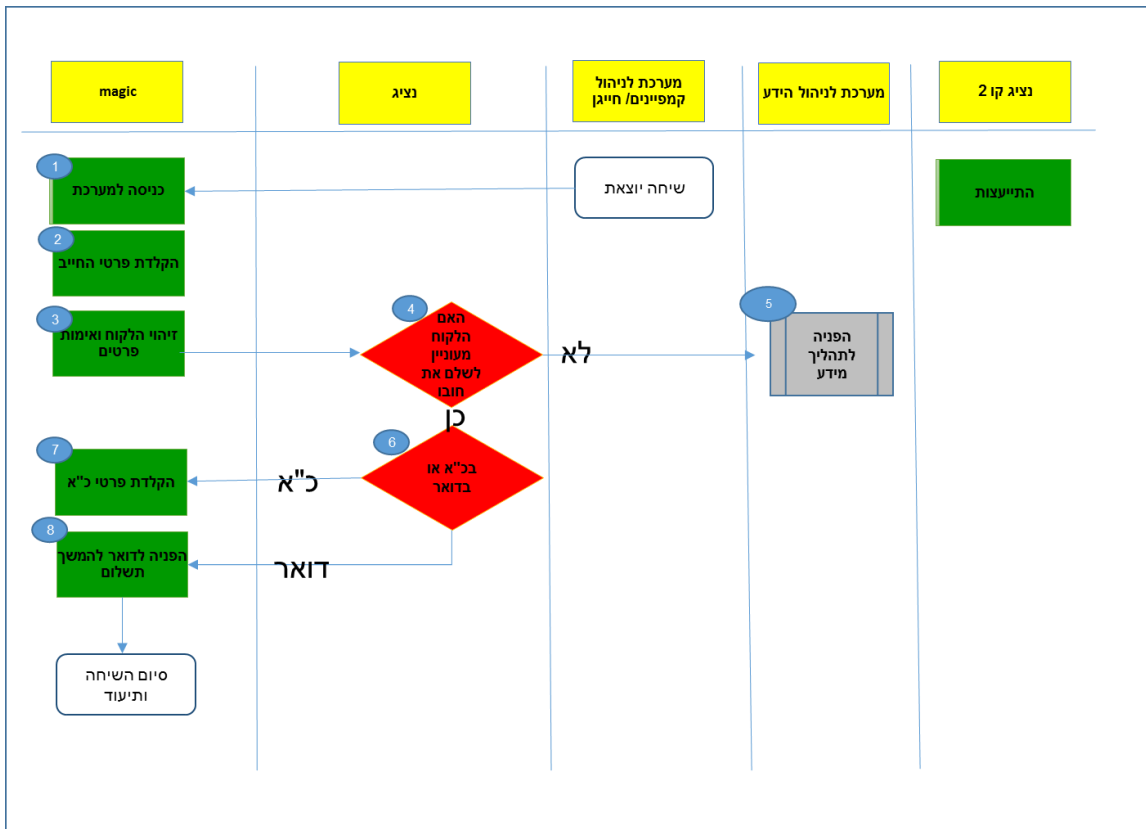 נציג קו 2
מערכת לניהול הידע
מערכת לניהול
קמפיינים/ חייגן
נציג
magic
התייעצות
שיחה יוצאת
1
כניסה למערכת
2
הקלדת פרטי החייב
3
זיהוי הלקוח ואימות
פרטים
4
האם
הלקוח
מעוניין
לשלם את
חובו
לא
5
הפניה
לתהליך
מידע
כן
6
בכ"א או
בדואר
כ"א
7
הקלדת פרטי כ"א
דואר
8
הפניה לדואר להמשך
תשלום
סיום השיחה
ותיעוד